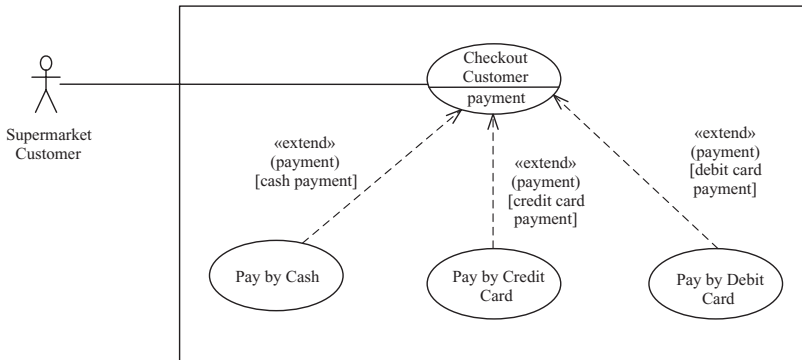 Checkout
Customer
payment
Supermarket
Customer
«extend»
(payment)
[cash payment]
«extend»
(payment)
[credit card
payment]
«extend»
(payment)
[debit card
payment]
Pay by Cash
Pay by Credit
Card
Pay by Debit
Card